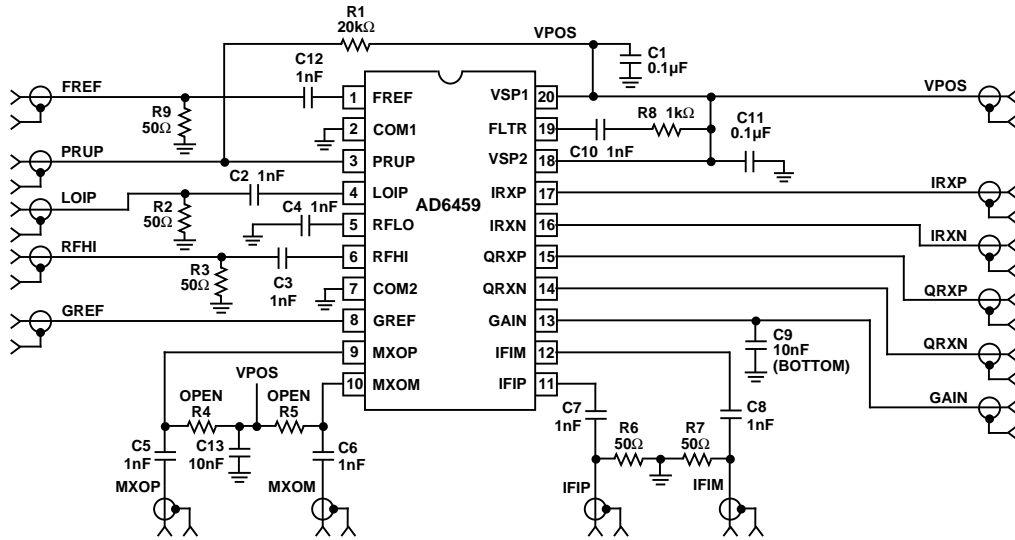 R1
20kΩ
VPOS
C1
0.1µF
C12
1nF
FREF
R9
50Ω
PRUP
LOIP
C2 1nF
R2
50Ω
C4 1nF
RFHI
R3
50Ω
C3
1nF
GREF
1 FREF
2 COM1
3 PRUP
4 LOIP
5 RFLO
6 RFHI
7 COM2
8 GREF
9 MXOP
10 MXOM
AD6459
VSP1 20
FLTR 19
VSP2 18
IRXP 17
IRXN 16
QRXP 15
QRXN 14
GAIN 13
IFIM 12
IFIP 11
R8 1kΩ
C10 1nF
C11
0.1µF
VPOS
IRXP
IRXN
QRXP
QRXN
GAIN
C9
10nF
(BOTTOM)
VPOS
OPEN
R4
OPEN
R5
C5
1nF
C13
10nF
C6
1nF
MXOP
MXOM
C7
1nF
R6
50Ω
R7
50Ω
C8
1nF
IFIP
IFIM